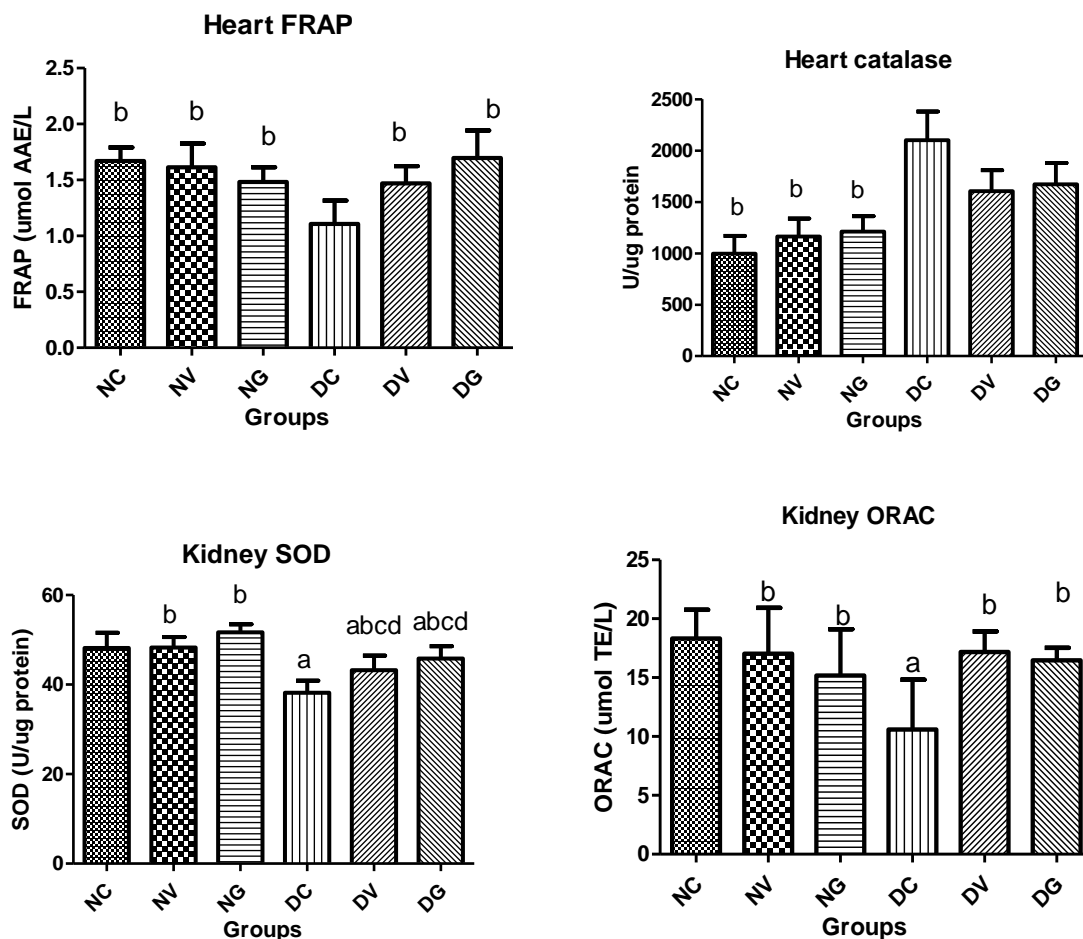 Heart FRAP
FRAP (umol AAE/L
2.5
2.0
1.5
1.0
0.5
0.0
b
b
b
b
b
NC
NV
NG
DC
DV
DG
Groups
Heart catalase
U/ug protein
2500
2000
1500
1000
500
0
b
b
b
NC
NV
NG
DC
DV
DG
Groups
Kidney SOD
SOD (U/ug protein)
60
40
20
0
b
b
a
abcd
abcd
NC
NV
NG
DC
DV
DG
Groups
Kidney ORAC
ORAC (umol TE/L)
25
20
15
10
5
0
b
b
a
b
b
NC
NV
NG
DC
DV
DG
Groups